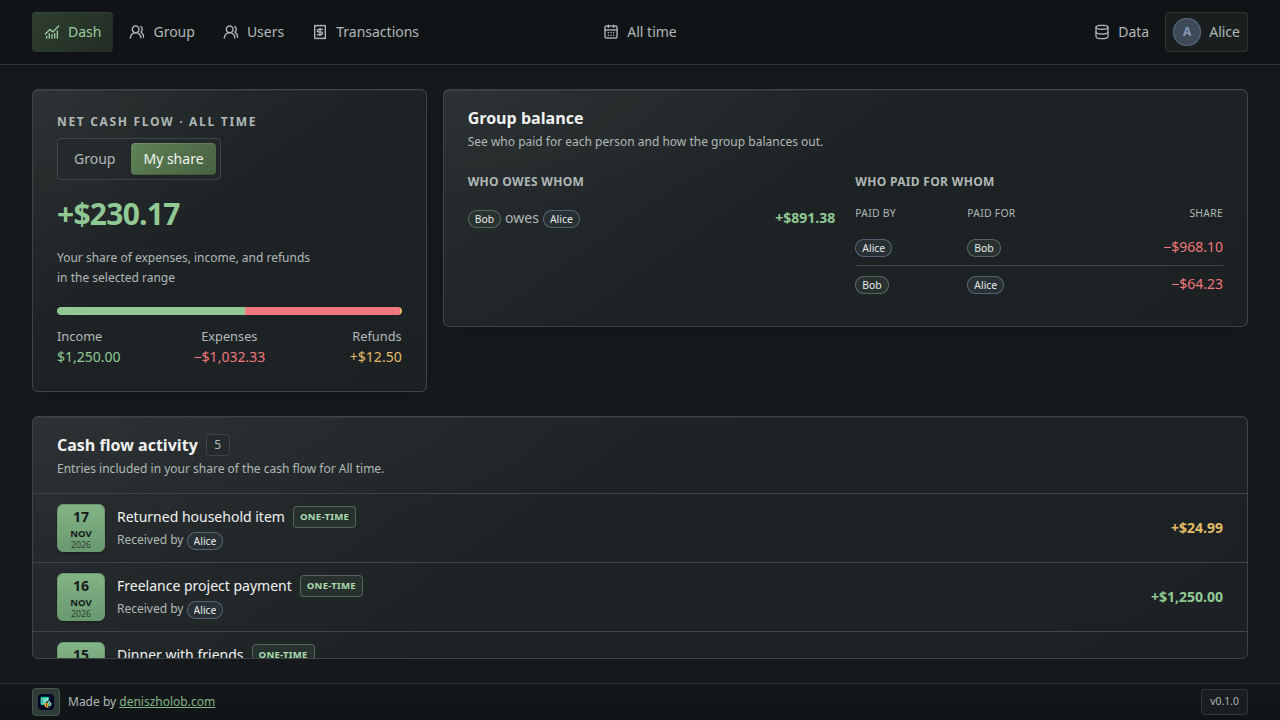 Dash
Group
Users
Transactions
All time
Data
A
Alice
NET CASH FLOW · ALL TIME
Group
My share
+$230.17
Your share of expenses, income, and refunds
in the selected range
Income
Expenses
Refunds
$1,250.00
−$1,032.33
+$12.50
Group balance
See who paid for each person and how the group balances out.
WHO OWES WHOM
Bob owes Alice
+$891.38
WHO PAID FOR WHOM
PAID BY
PAID FOR
SHARE
Alice
Bob
−$968.10
Bob
Alice
−$64.23
Cash flow activity 5
Entries included in your share of the cash flow for All time.
17
NOV
2026
Returned household item ONE-TIME
Received by Alice
+$24.99
16
NOV
2026
Freelance project payment ONE-TIME
Received by Alice
+$1,250.00
15
Dinner with friends ONE-TIME
Made by deniszholob.com
v0.1.0